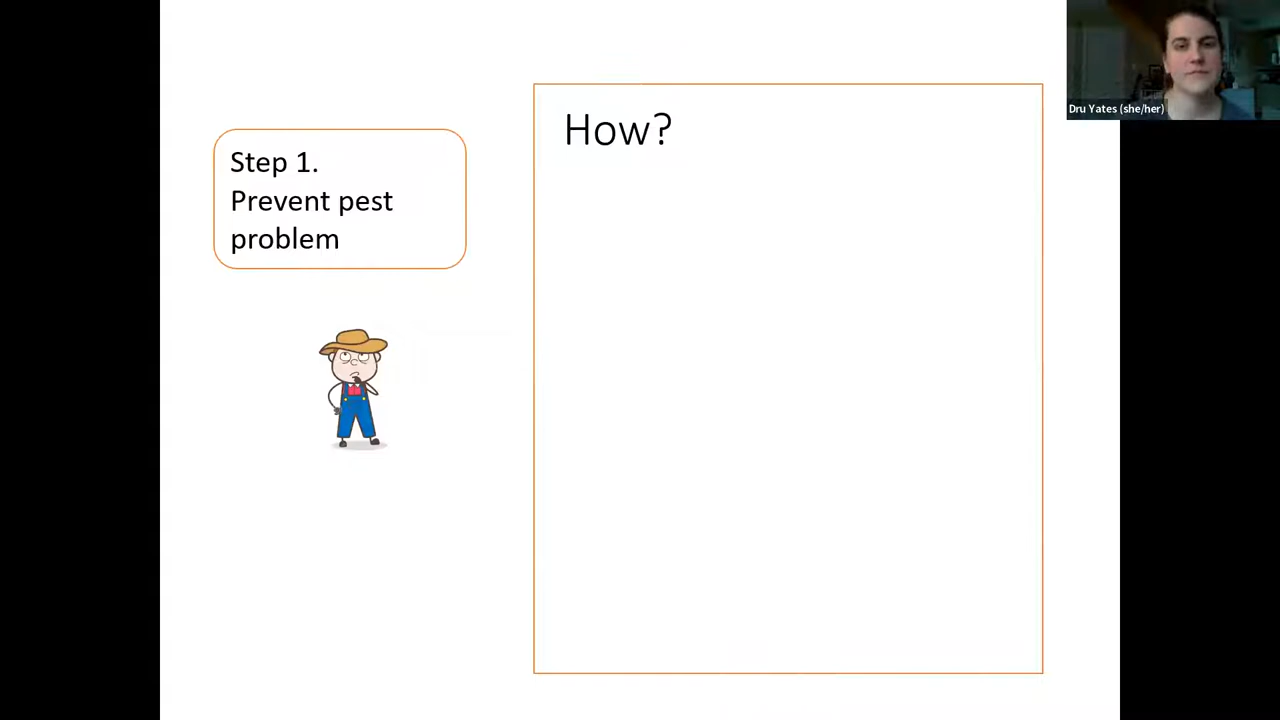 Dru Yates (she/her)
How?
Step 1.
Prevent pest
problem